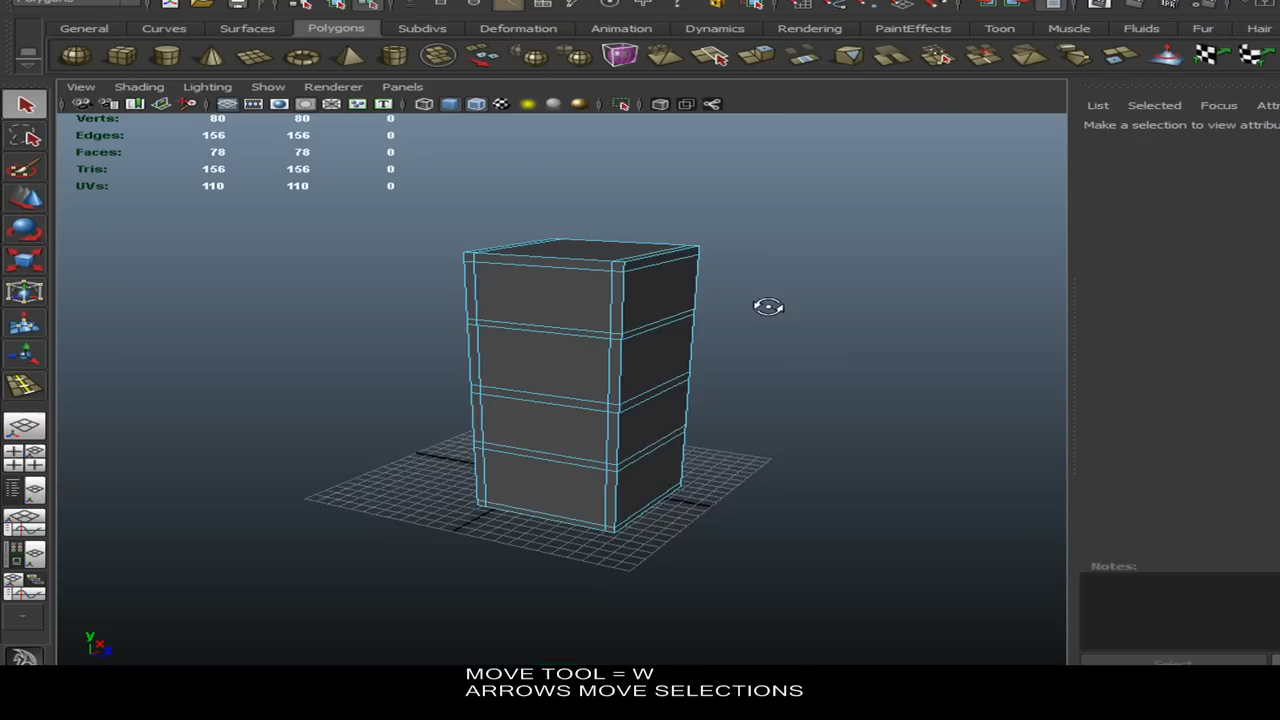 Polygons
General Curves Surfaces Polygons Subdivs Deformation Animation Dynamics Rendering PaintEffects Toon Muscle Fluids Fur Hair
View Shading Lighting Show Renderer Panels
List Selected Focus Att
Make a selection to view attribu
Verts: 80 80 0
Edges: 156 156 0
Faces: 78 78 0
Tris: 156 156 0
UVs: 110 110 0
Notes:
y
x
z
Select
MOVE TOOL = W
ARROWS MOVE SELECTIONS